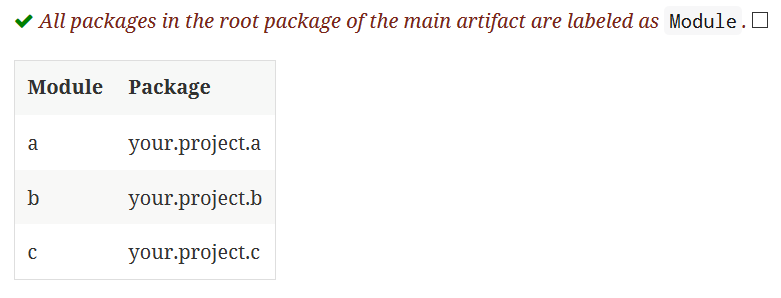 All packages in the root package of the main artifact are labeled as Module.
Module Package
a your.project.a
b your.project.b
c your.project.c